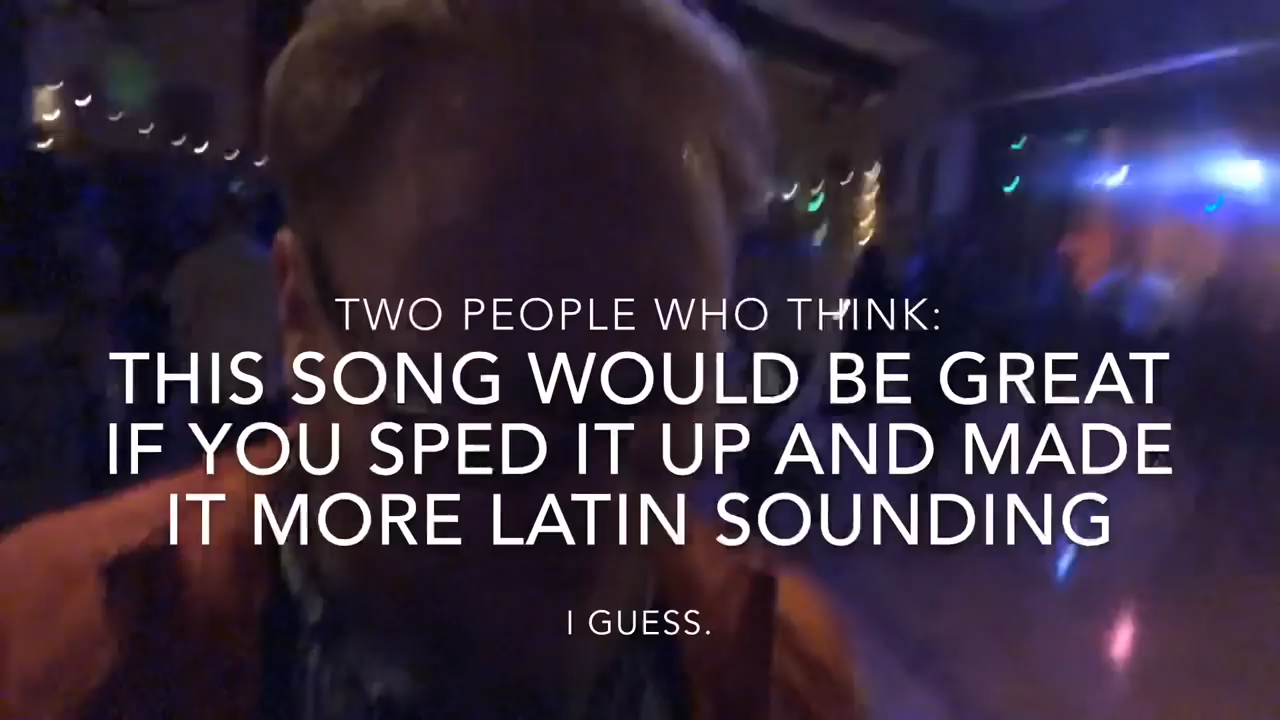 TWO PEOPLE WHO THINK:
THIS SONG WOULD BE GREAT
IF YOU SPED IT UP AND MADE
IT MORE LATIN SOUNDING
I GUESS.